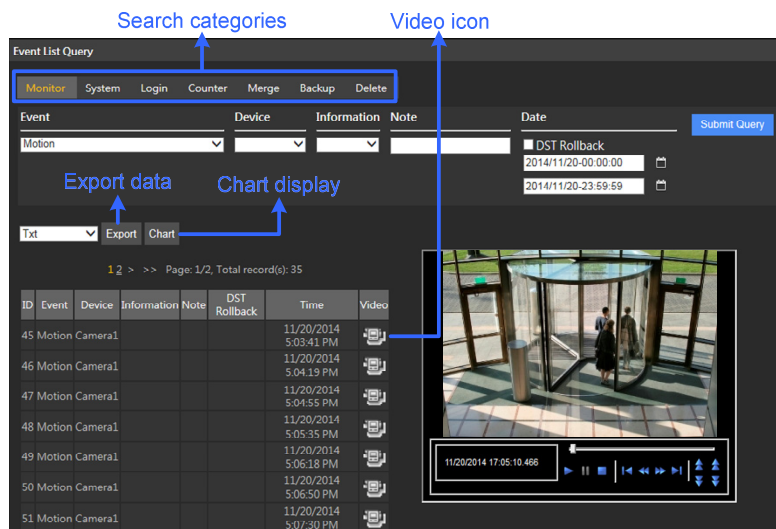 Search categories
Video icon
Event List Query
Monitor System Login Counter Merge Backup Delete
Event Device Information Note Date
Submit Query
Motion
DST Rollback
2014/11/20-00:00:00
2014/11/20-23:59:59
Export data
Chart display
Txt Export Chart
1 2 > >> Page: 1/2, Total record(s): 35
ID Event Device Information Note DST Rollback Time Video
45 Motion Camera1 11/20/2014 5:03:41 PM
46 Motion Camera1 11/20/2014 5.04.19 PM
47 Motion Camera1 11/20/2014 5:04:55 PM
48 Motion Camera1 11/20/2014 5:05:35 PM
49 Motion Camera1 11/20/2014 5:06:18 PM
50 Motion Camera1 11/20/2014 5:06:50 PM
51 Motion Camera1 11/20/2014 5:07:30 PM
11/20/2014 17:05:10.466